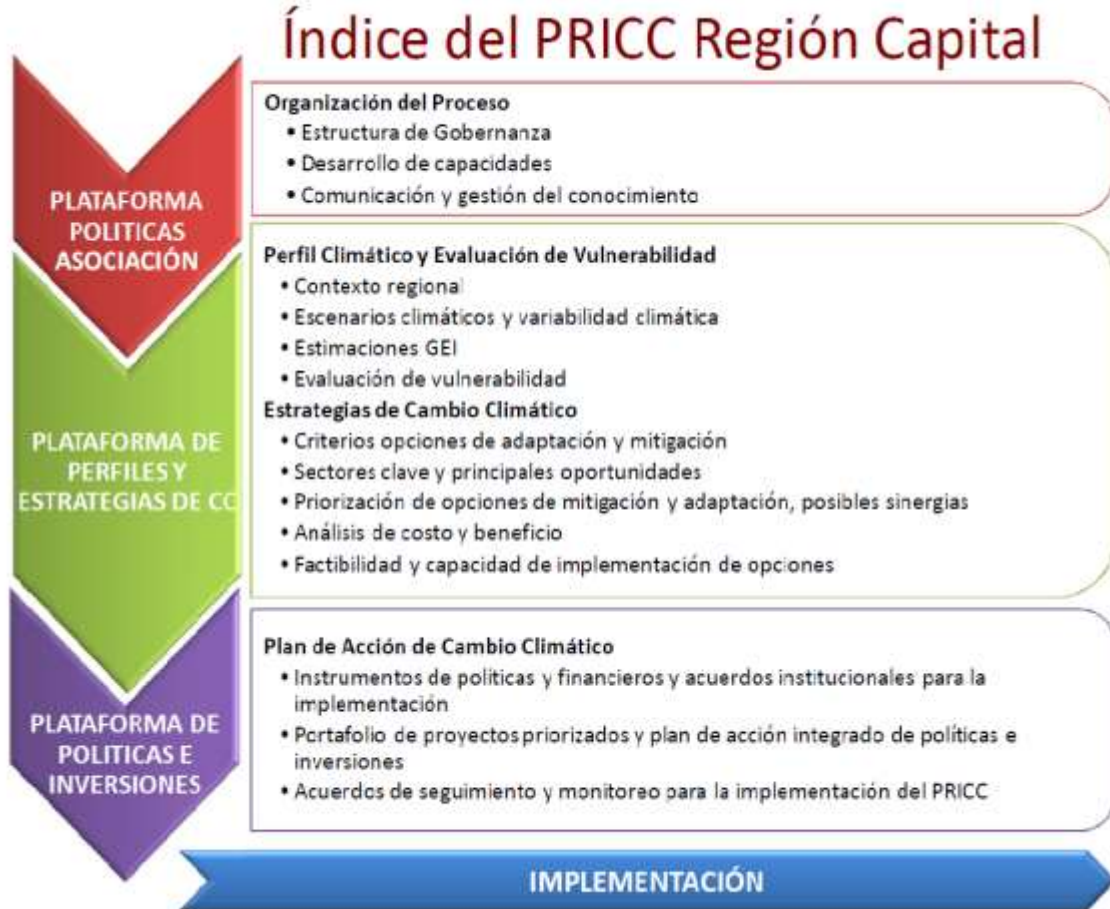 Índice del PRICC Región Capital
PLATAFORMA
POLITICAS
ASOCIACIÓN
Organización del Proceso
• Estructura de Gobernanza
• Desarrollo de capacidades
• Comunicación y gestión del conocimiento
PLATAFORMA DE
PERFILES Y
ESTRATEGIAS DE CC
Perfil Climático y Evaluación de Vulnerabilidad
• Contexto regional
• Escenarios climáticos y variabilidad climática
• Estimaciones GEI
• Evaluación de vulnerabilidad
Estrategias de Cambio Climático
• Criterios opciones de adaptación y mitigación
• Sectores clave y principales oportunidades
• Priorización de opciones de mitigación y adaptación, posibles sinergias
• Análisis de costo y beneficio
• Factibilidad y capacidad de implementación de opciones
PLATAFORMA DE
POLITICAS E
INVERSIONES
Plan de Acción de Cambio Climático
• Instrumentos de políticas y financieros y acuerdos institucionales para la
implementación
• Portafolio de proyectos priorizados y plan de acción integrado de políticas e
inversiones
• Acuerdos de seguimiento y monitoreo para la implementación del PRICC
IMPLEMENTACIÓN